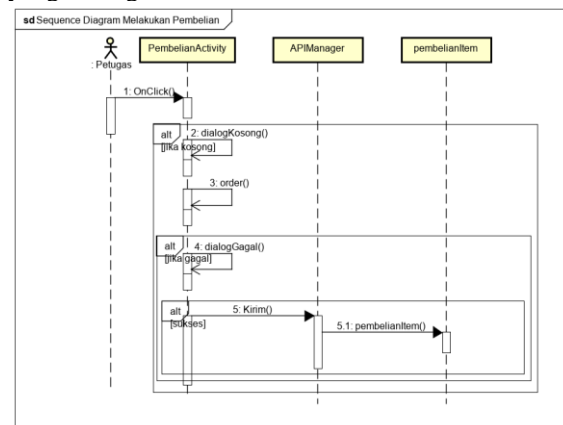 sd Sequence Diagram Melakukan Pembelian
: Petugas
PembelianActivity
APIManager
pembelianItem
1: OnClick()
alt
2: dialogKosong()
[jika kosong]
3: order()
alt
4: dialogGagal()
[jika gagal]
alt
5: Kirim()
[sukses]
5.1: pembelianItem()